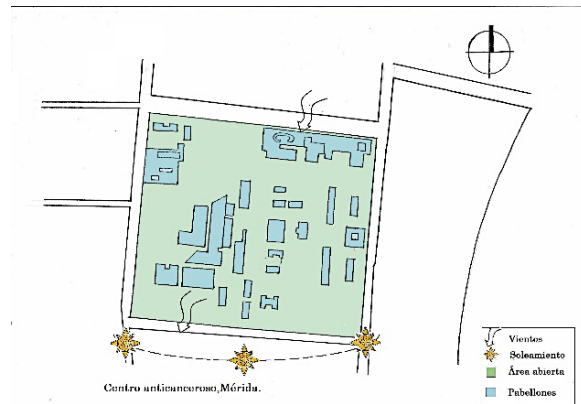 Vientos
Soleamiento
Área abierta
Pabellones
Centro anticanceroso,Mérida.